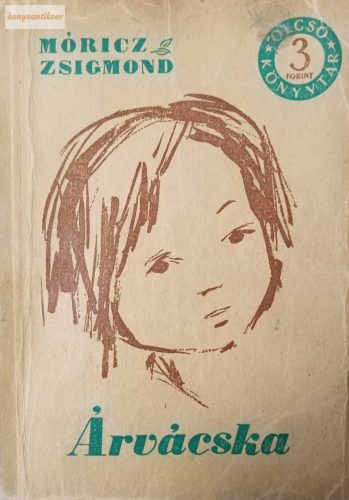 konyvantikvar
MÓRICZ
ZSIGMOND
OLCSÓ
KÖNYVTÁR
3
FORINT
Árvácska